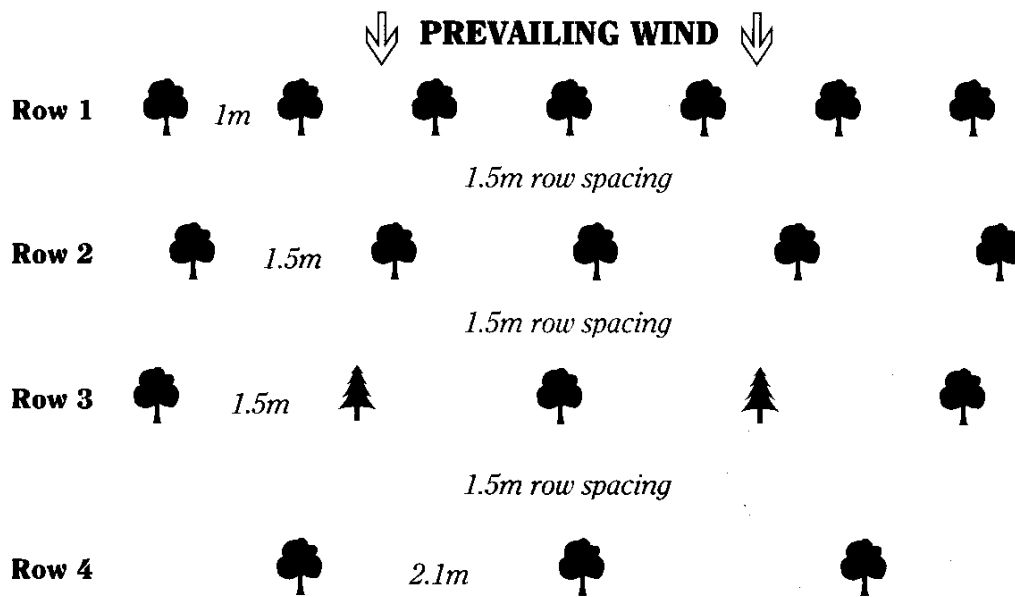 PREVAILING WIND
Row 1 1m
1.5m row spacing
Row 2 1.5m
1.5m row spacing
Row 3 1.5m
1.5m row spacing
Row 4 2.1m